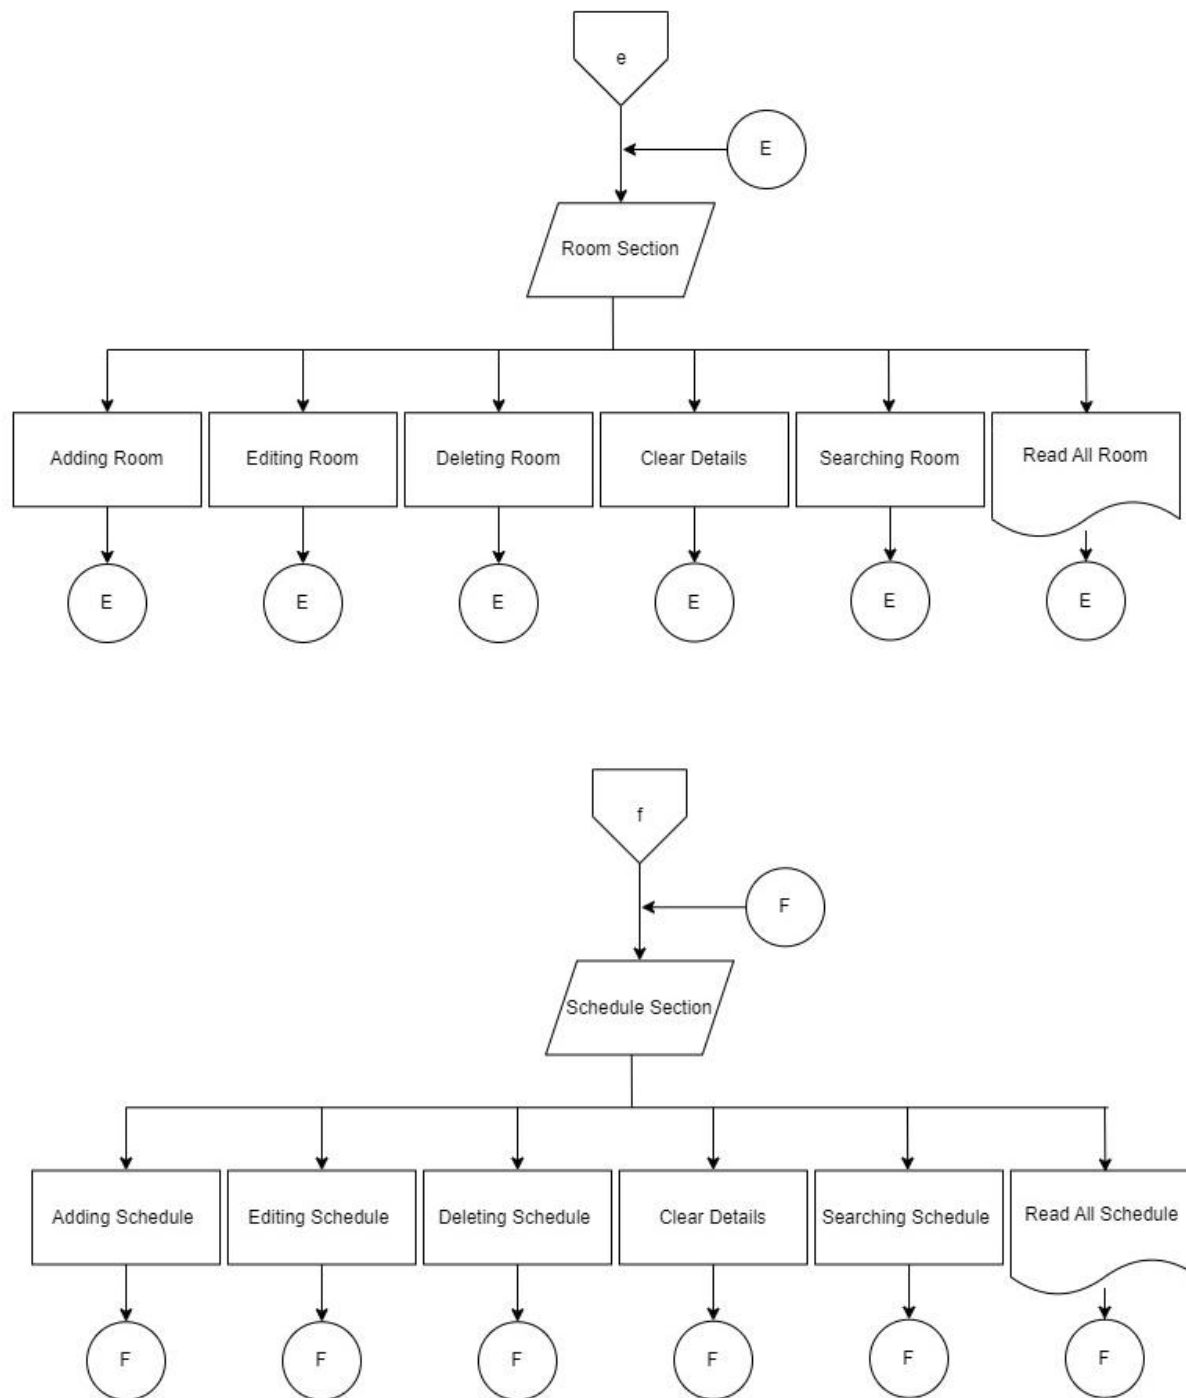 e
E
Room Section
Adding Room
Editing Room
Deleting Room
Clear Details
Searching Room
Read All Room
E
E
E
E
E
E
f
F
Schedule Section
Adding Schedule
Editing Schedule
Deleting Schedule
Clear Details
Searching Schedule
Read All Schedule
F
F
F
F
F
F